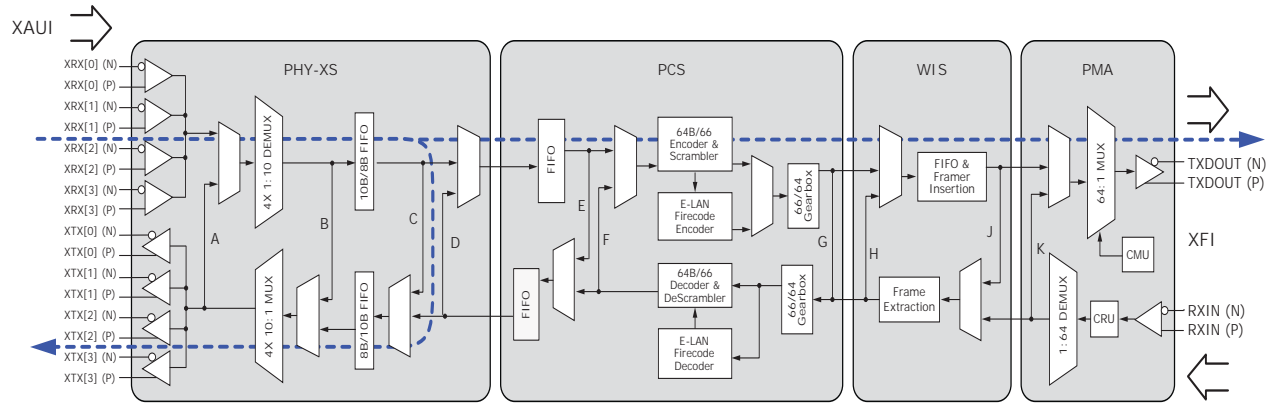 XAUI
PHY-XS
PCS
WIS
PMA
XRX[0] (N)
XRX[0] (P)
XRX[1] (N)
XRX[1] (P)
XRX[2] (N)
XRX[2] (P)
XRX[3] (N)
XRX[3] (P)
XTX[0] (N)
XTX[0] (P)
XTX[1] (N)
XTX[1] (P)
XTX[2] (N)
XTX[2] (P)
XTX[3] (N)
XTX[3] (P)
A
4X 1:10 DEMUX
4X 10:1 MUX
B
10B/8B FIFO
8B/10B FIFO
C
D
FIFO
FIFO
E
F
64B/66
Encoder &
Scrambler
E-LAN
Firecode
Encoder
64B/66
Decoder &
DeScrambler
E-LAN
Firecode
Decoder
66/64
Gearbox
66/64
Gearbox
G
H
FIFO &
Framer
Insertion
Frame
Extraction
J
K
64:1 MUX
CMU
1:64 DEMUX
CRU
TXDOUT (N)
TXDOUT (P)
XFI
RXIN (N)
RXIN (P)